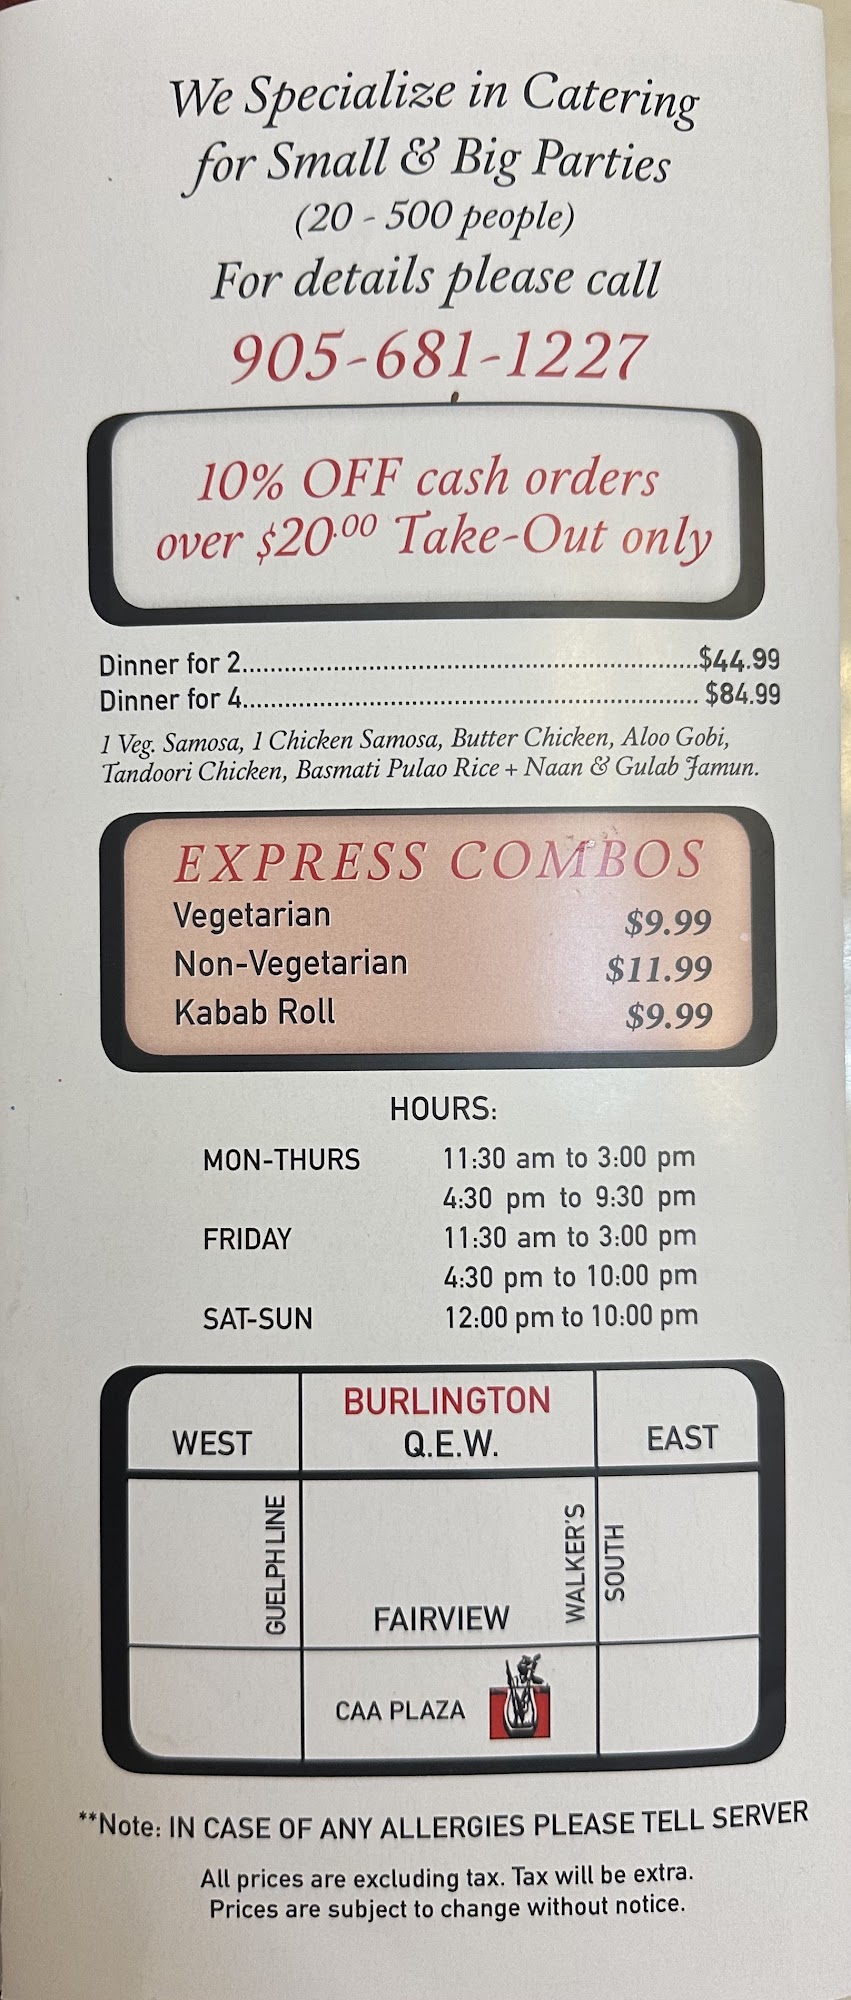 We Specialize in Catering
for Small & Big Parties
(20 - 500 people)
For details please call
905-681-1227
10% OFF cash orders
over $20.00 Take-Out only
Dinner for 2..................................................................$44.99
Dinner for 4.................................................................. $84.99
1 Veg. Samosa, 1 Chicken Samosa, Butter Chicken, Aloo Gobi,
Tandoori Chicken, Basmati Pulao Rice + Naan & Gulab Jamun.
EXPRESS COMBOS
Vegetarian $9.99
Non-Vegetarian $11.99
Kabab Roll $9.99
HOURS:
MON-THURS 11:30 am to 3:00 pm
4:30 pm to 9:30 pm
FRIDAY 11:30 am to 3:00 pm
4:30 pm to 10:00 pm
SAT-SUN 12:00 pm to 10:00 pm
BURLINGTON
WEST Q.E.W. EAST
GUELPH LINE
WALKER'S
SOUTH
FAIRVIEW
CAA PLAZA
**Note: IN CASE OF ANY ALLERGIES PLEASE TELL SERVER
All prices are excluding tax. Tax will be extra.
Prices are subject to change without notice.